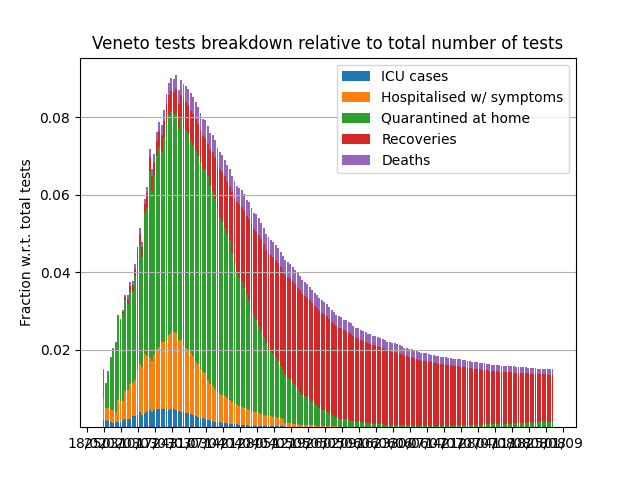 Veneto tests breakdown relative to total number of tests
ICU cases
Hospitalised w/ symptoms
Quarantined at home
Recoveries
Deaths
0.08
0.06
0.04
0.02
Fraction w.r.t. total tests